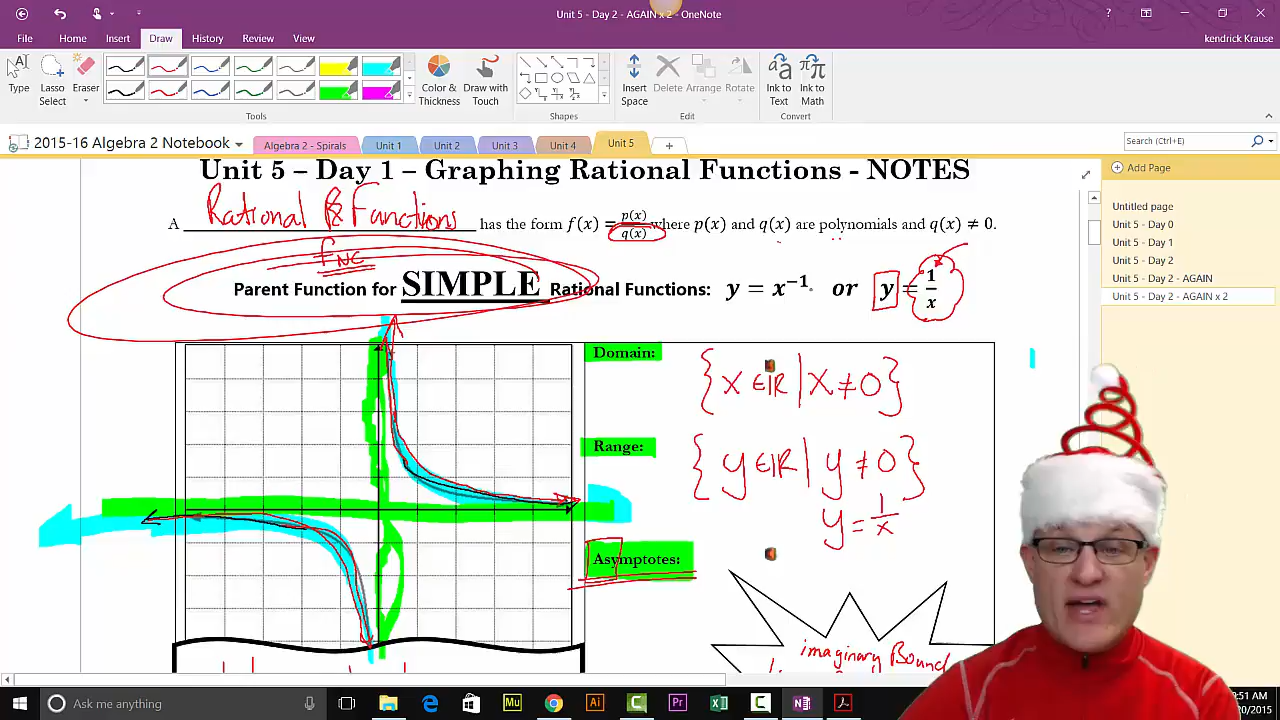 Unit 5 - Day 2 - AGAIN x 2 - OneNote
kendrick Krause
File Home Insert Draw History Review View
Type Lasso Select Eraser Color & Thickness Draw with Touch Insert Space Delete Arrange Rotate Ink to Text Ink to Math
Tools Shapes Edit Convert
2015-16 Algebra 2 Notebook Algebra 2 - Spirals Unit 1 Unit 2 Unit 3 Unit 4 Unit 5 Search (Ctrl+E)
Unit 5 – Day 1 – Graphing Rational Functions - NOTES
A Rational Functions has the form f(x) = p(x)/q(x) where p(x) and q(x) are polynomials and q(x) ≠ 0.
fnc
Parent Function for SIMPLE Rational Functions: y = x⁻¹ or y = 1/x
Domain: {x ∈ ℝ | x ≠ 0}
Range: {y ∈ ℝ | y ≠ 0}
y = 1/x
Asymptotes:
imaginary Bound
Add Page
Untitled page
Unit 5 - Day 0
Unit 5 - Day 1
Unit 5 - Day 2
Unit 5 - Day 2 - AGAIN
Unit 5 - Day 2 - AGAIN x 2
Ask me anything
:51 AM
/20/2015